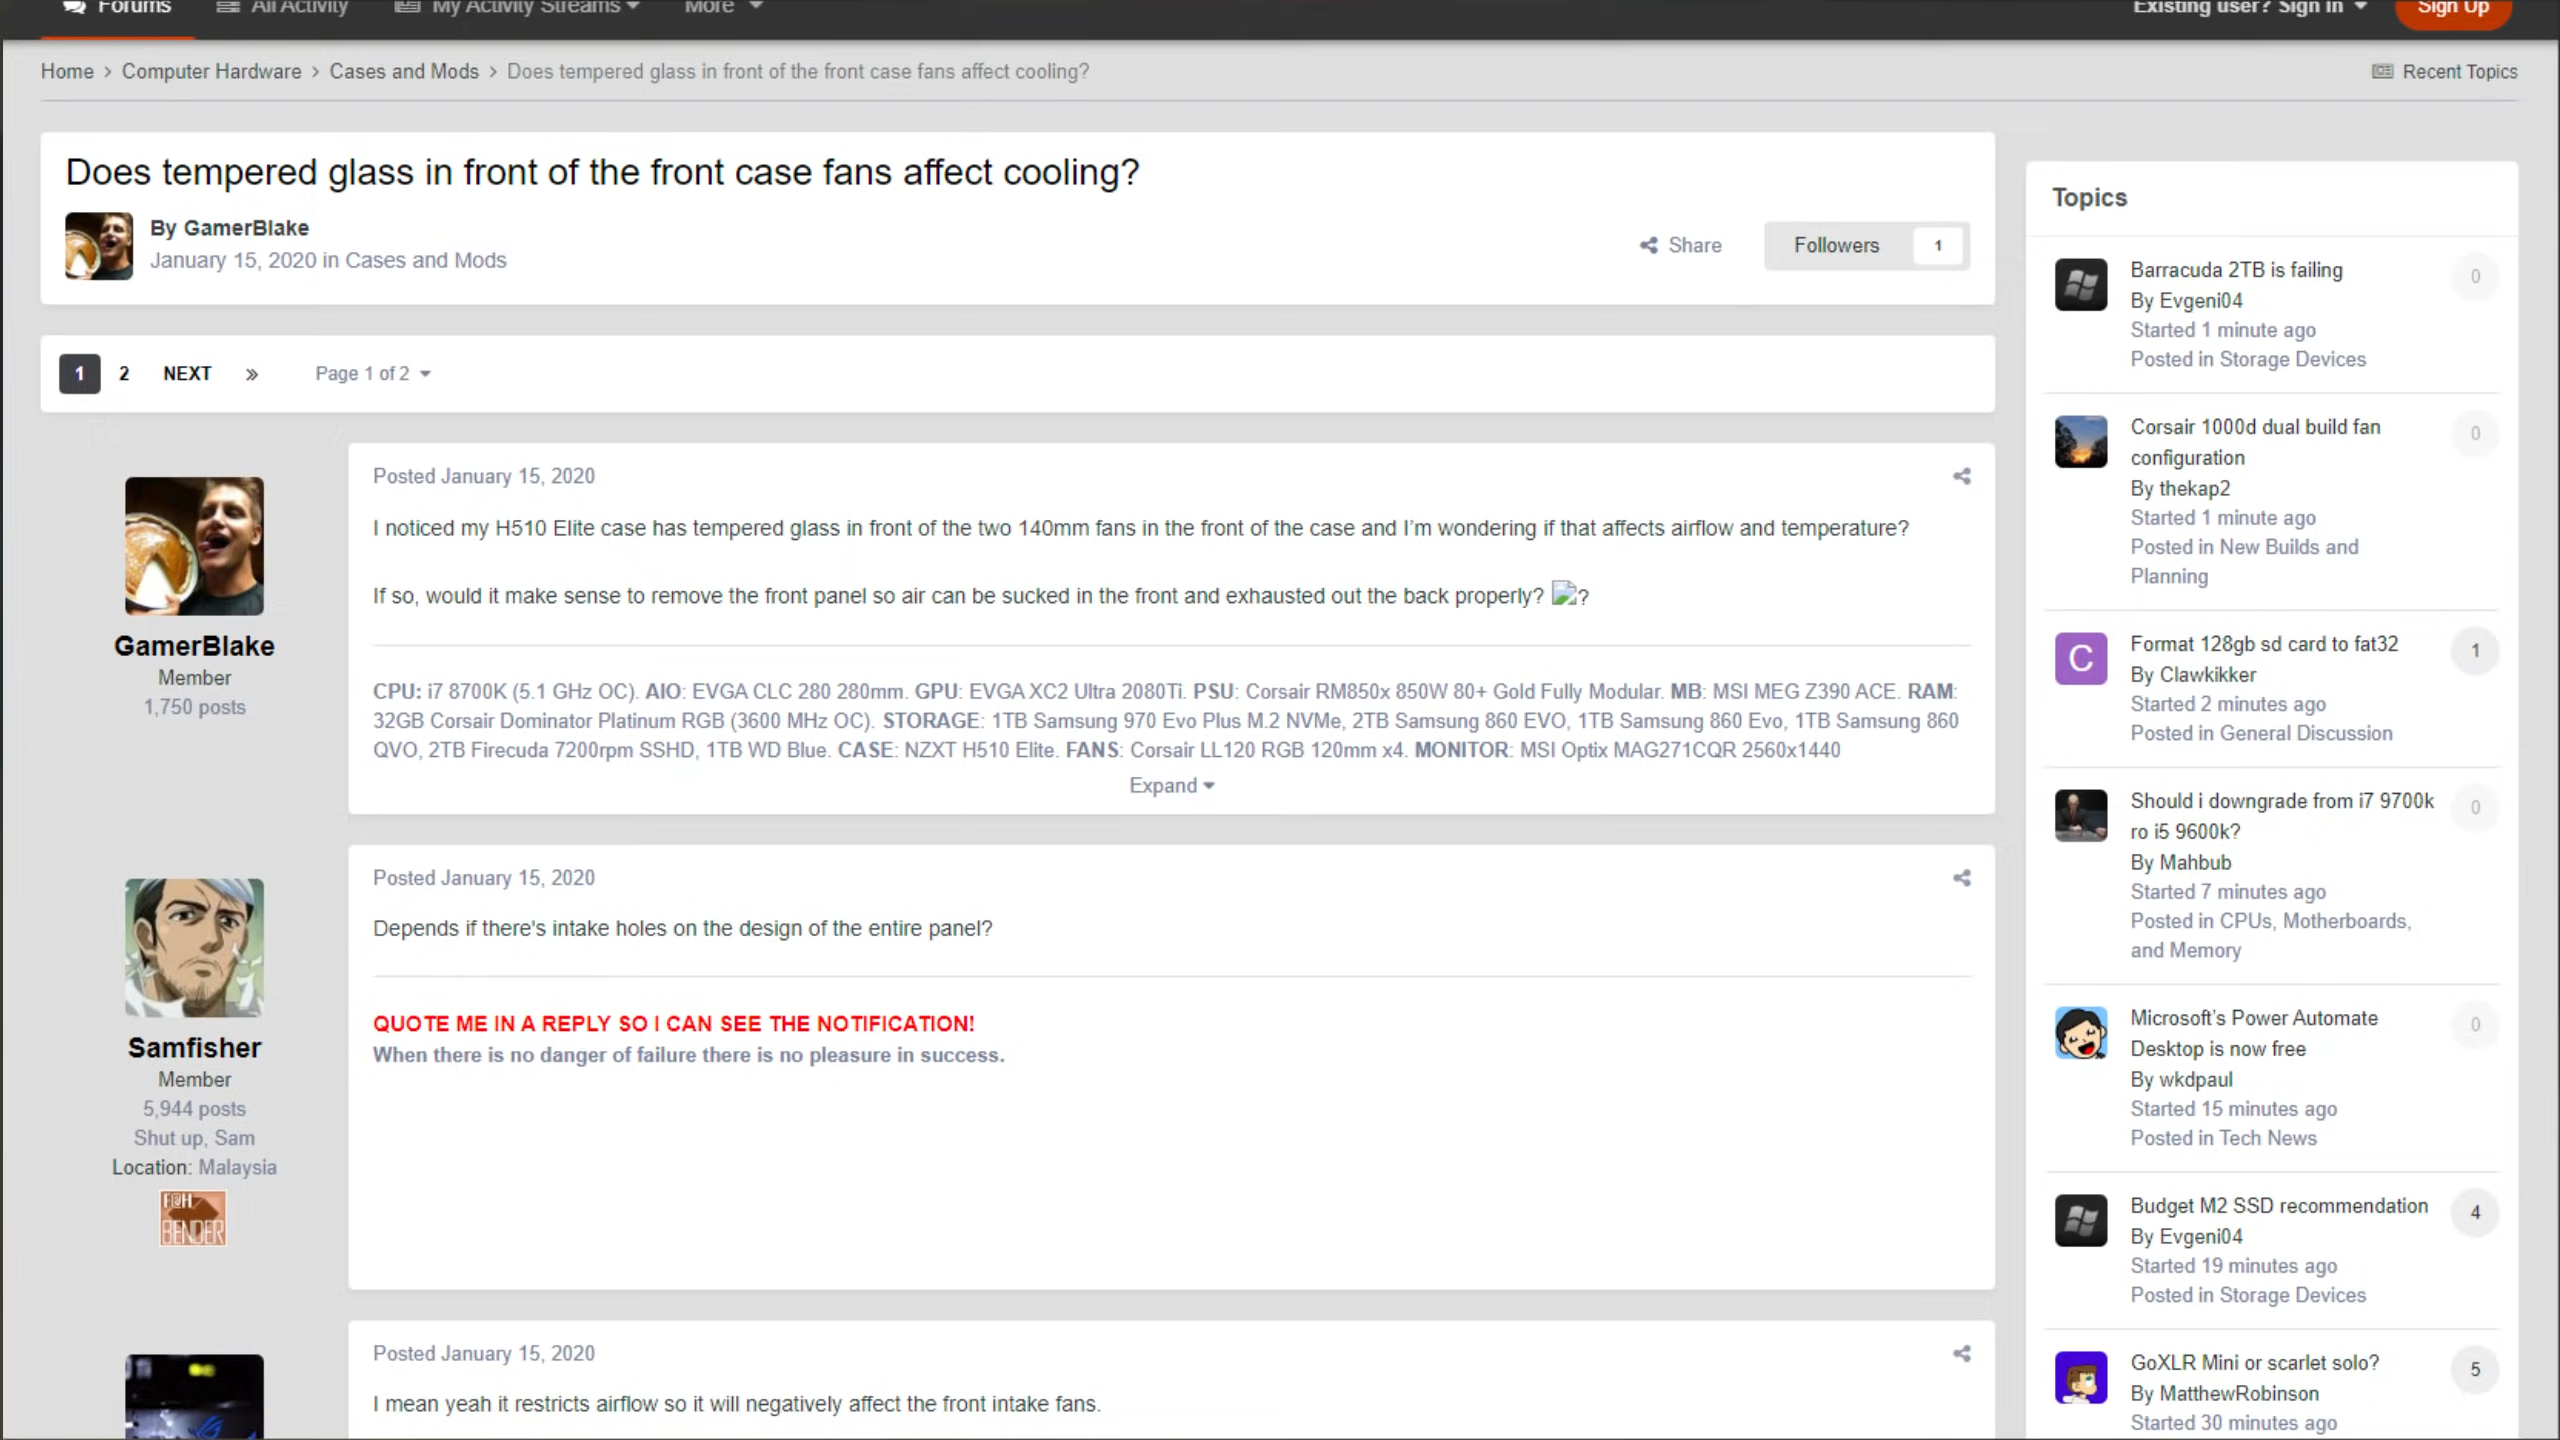 Forums All Activity My Activity Streams More Existing user? Sign In Sign Up
Home > Computer Hardware > Cases and Mods > Does tempered glass in front of the front case fans affect cooling?
Recent Topics
Does tempered glass in front of the front case fans affect cooling?
By GamerBlake
January 15, 2020 in Cases and Mods
Share
Followers 1
1 2 NEXT » Page 1 of 2
GamerBlake
Member
1,750 posts
Posted January 15, 2020
I noticed my H510 Elite case has tempered glass in front of the two 140mm fans in the front of the case and I'm wondering if that affects airflow and temperature?
If so, would it make sense to remove the front panel so air can be sucked in the front and exhausted out the back properly? ?
CPU: i7 8700K (5.1 GHz OC). AIO: EVGA CLC 280 280mm. GPU: EVGA XC2 Ultra 2080Ti. PSU: Corsair RM850x 850W 80+ Gold Fully Modular. MB: MSI MEG Z390 ACE. RAM:
32GB Corsair Dominator Platinum RGB (3600 MHz OC). STORAGE: 1TB Samsung 970 Evo Plus M.2 NVMe, 2TB Samsung 860 EVO, 1TB Samsung 860 Evo, 1TB Samsung 860
QVO, 2TB Firecuda 7200rpm SSHD, 1TB WD Blue. CASE: NZXT H510 Elite. FANS: Corsair LL120 RGB 120mm x4. MONITOR: MSI Optix MAG271CQR 2560x1440
Expand
Samfisher
Member
5,944 posts
Shut up, Sam
Location: Malaysia
F@H
BENDER
Posted January 15, 2020
Depends if there's intake holes on the design of the entire panel?
QUOTE ME IN A REPLY SO I CAN SEE THE NOTIFICATION!
When there is no danger of failure there is no pleasure in success.
Posted January 15, 2020
I mean yeah it restricts airflow so it will negatively affect the front intake fans.
Topics
Barracuda 2TB is failing
0
By Evgeni04
Started 1 minute ago
Posted in Storage Devices
Corsair 1000d dual build fan
0
configuration
By thekap2
Started 1 minute ago
Posted in New Builds and
Planning
C
Format 128gb sd card to fat32
1
By Clawkikker
Started 2 minutes ago
Posted in General Discussion
Should i downgrade from i7 9700k
0
ro i5 9600k?
By Mahbub
Started 7 minutes ago
Posted in CPUs, Motherboards,
and Memory
Microsoft's Power Automate
0
Desktop is now free
By wkdpaul
Started 15 minutes ago
Posted in Tech News
Budget M2 SSD recommendation
4
By Evgeni04
Started 19 minutes ago
Posted in Storage Devices
GoXLR Mini or scarlet solo?
5
By MatthewRobinson
Started 30 minutes ago